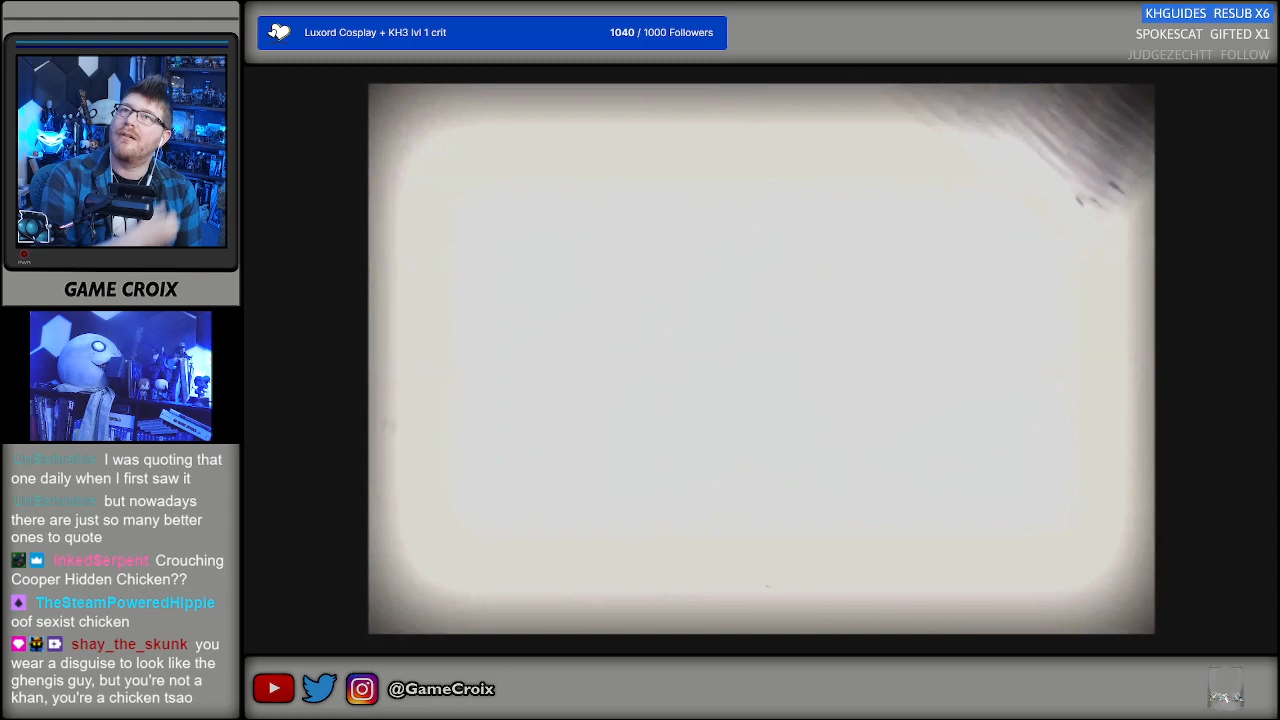 KHGUIDES RESUB X6
Luxord Cosplay + KH3 lvl 1 crit 1040 / 1000 Followers
SPOKESCAT GIFTED X1
JUDGEZECHTT FOLLOW
PWR
GAME CROIX
I was quoting that
one daily when I first saw it
but nowadays
there are just so many better
ones to quote
InkedSerpent Crouching
Cooper Hidden Chicken??
TheSteamPoweredHippie
oof sexist chicken
shay_the_skunk you
wear a disguise to look like the
ghengis guy, but you're not a
khan, you're a chicken tsao
@GameCroix